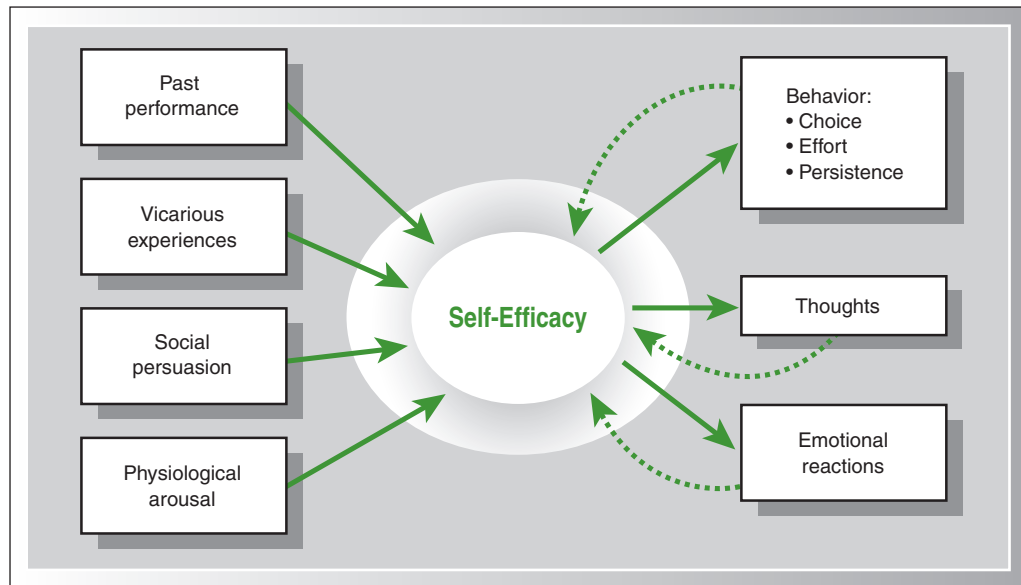 Past
performance
Vicarious
experiences
Social
persuasion
Physiological
arousal
Self-Efficacy
Behavior:
• Choice
• Effort
• Persistence
Thoughts
Emotional
reactions